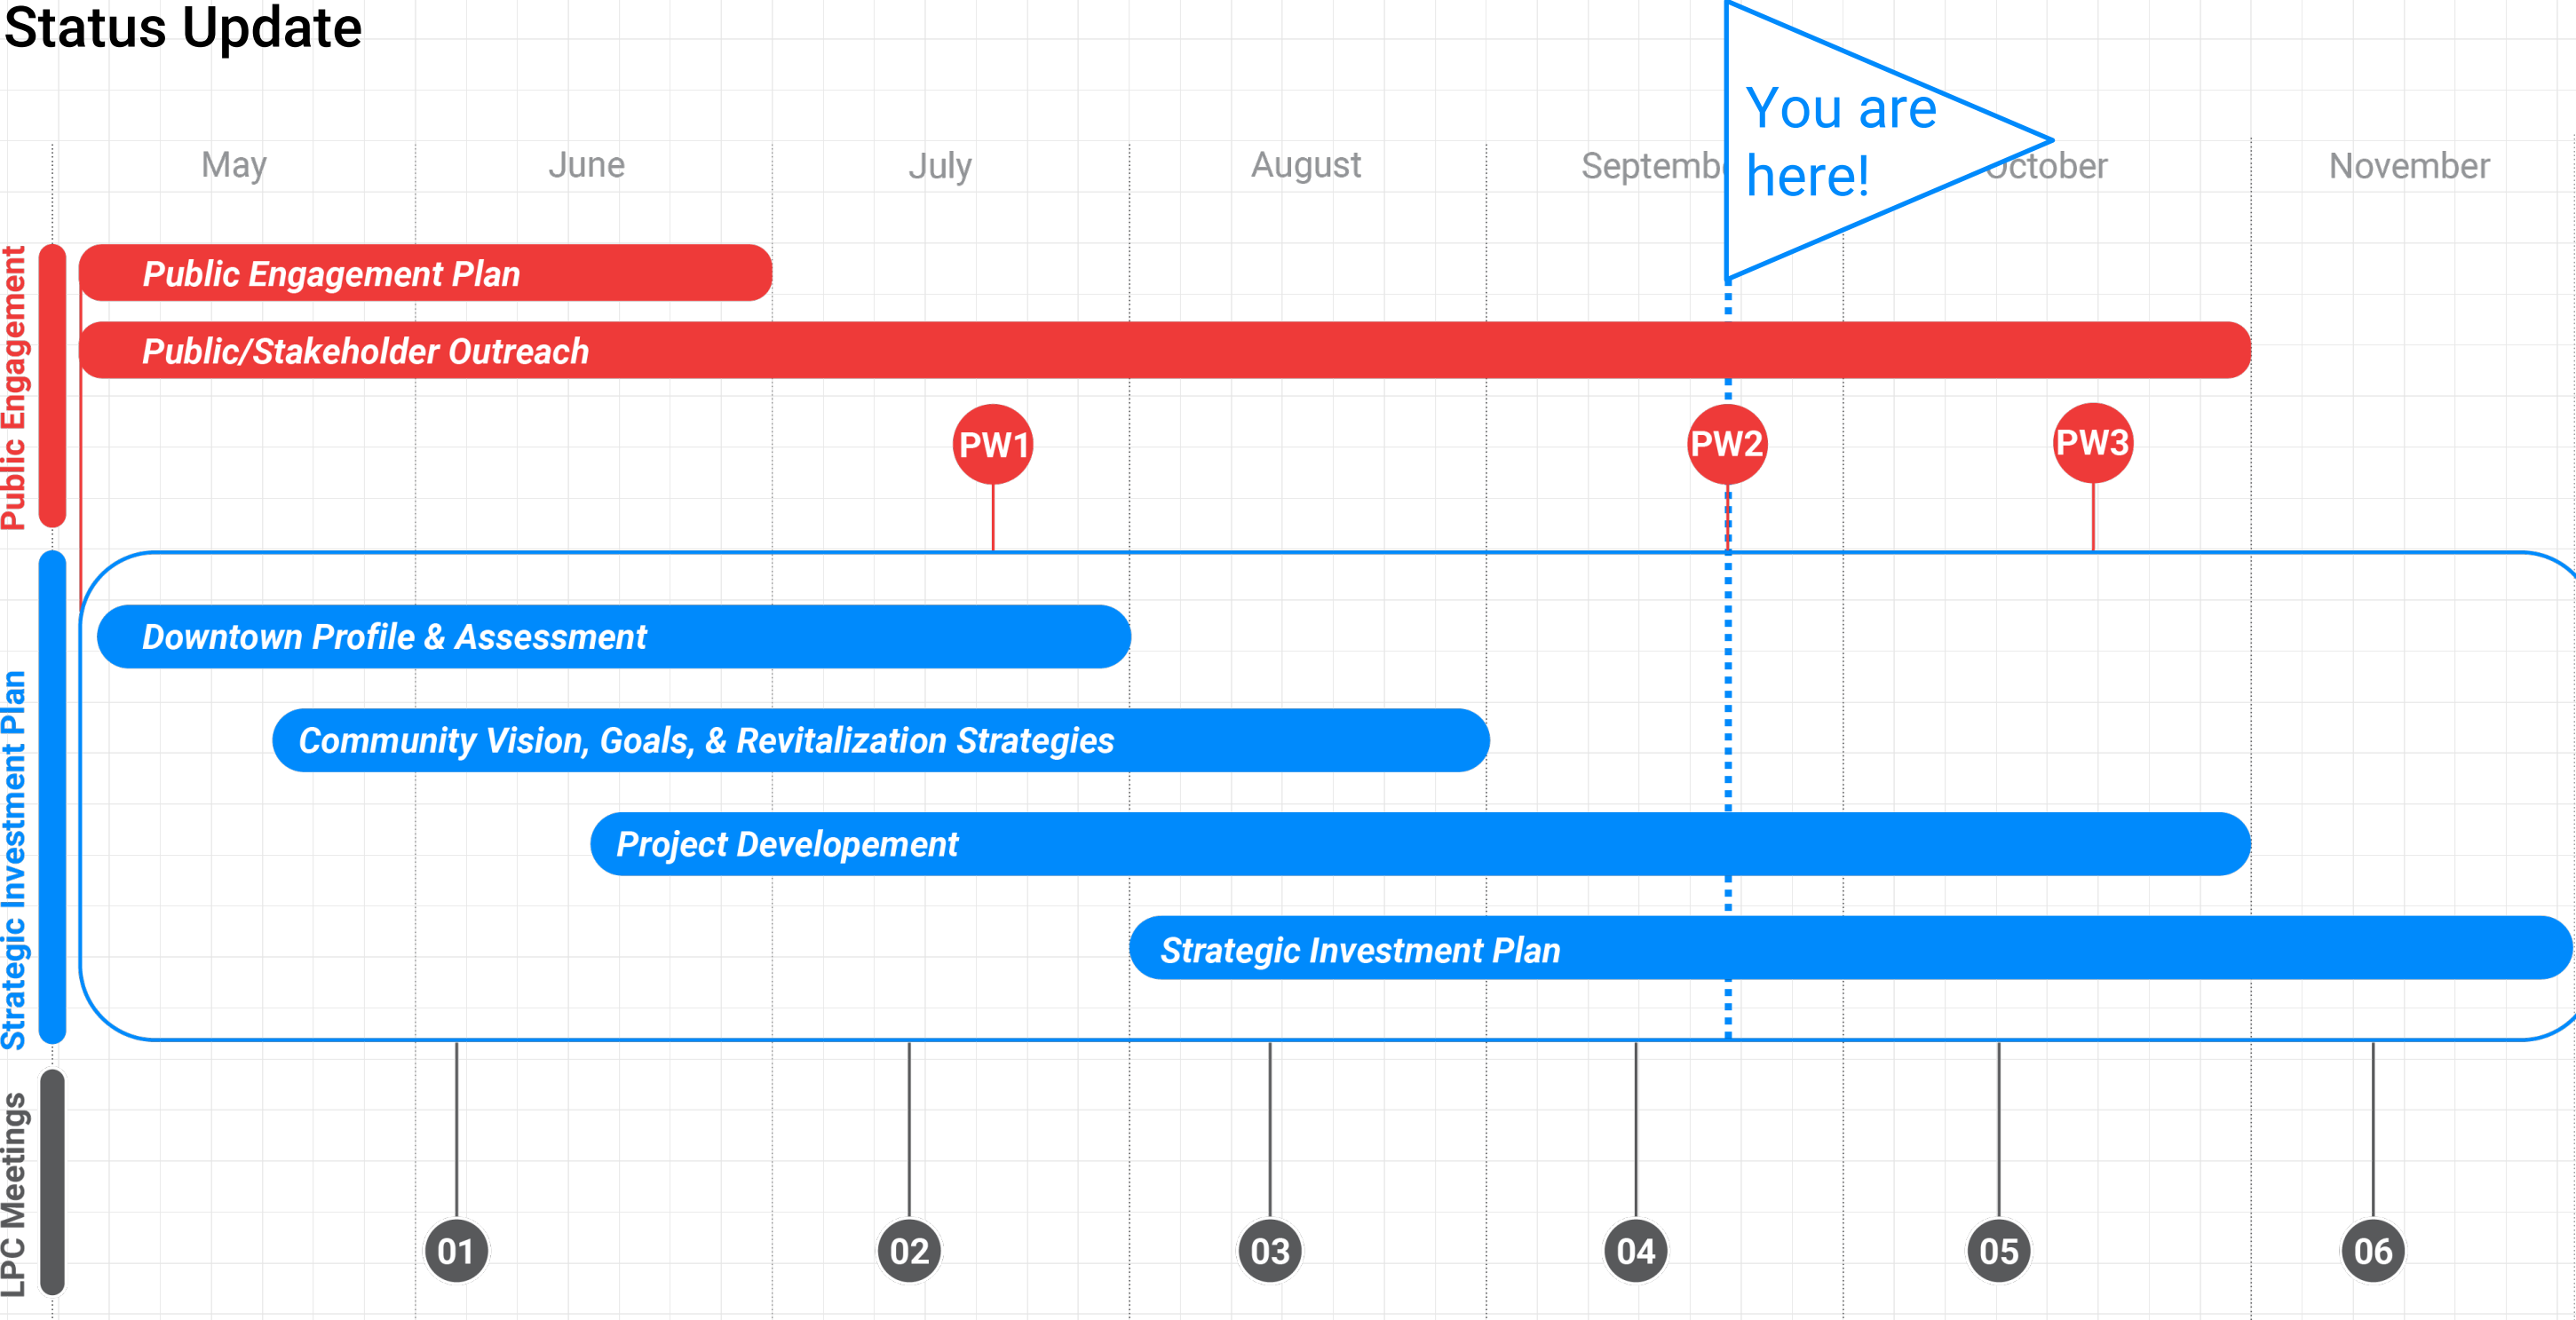 Status Update
You are
here!
May June July August Septembe October November
Public Engagement
Public Engagement Plan
Public/Stakeholder Outreach
PW1 PW2 PW3
Strategic Investment Plan
Downtown Profile & Assessment
Community Vision, Goals, & Revitalization Strategies
Project Developement
Strategic Investment Plan
LPC Meetings
01 02 03 04 05 06